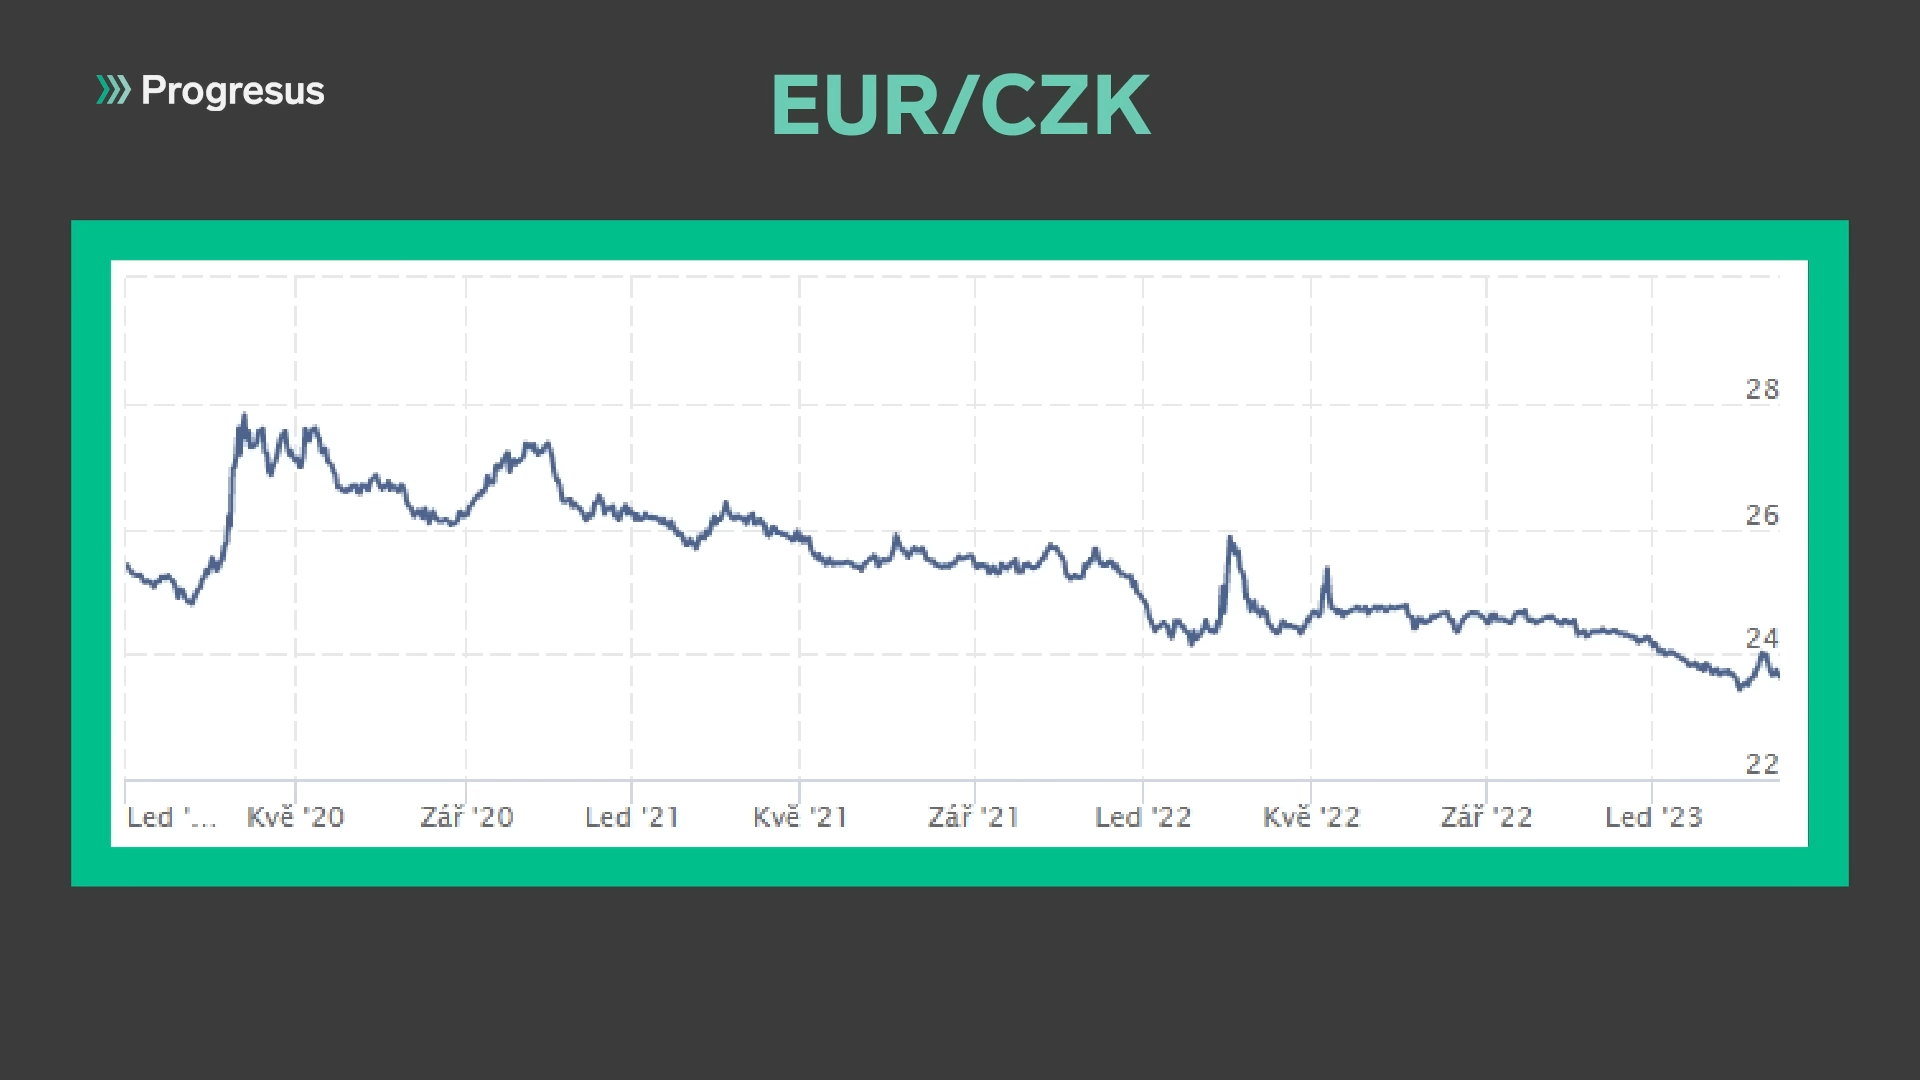 Progresus
EUR/CZK
28
26
24
22
Led '... Kvě '20 Zář '20 Led '21 Kvě '21 Zář '21 Led '22 Kvě '22 Zář '22 Led '23